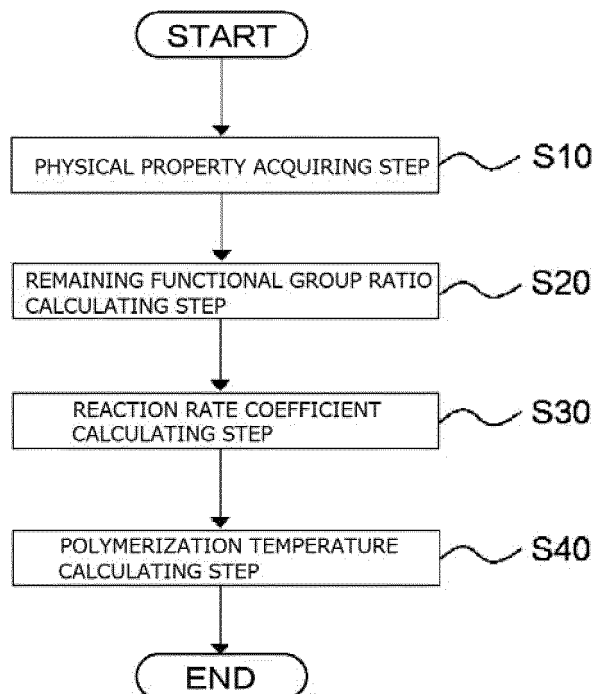 START
PHYSICAL PROPERTY ACQUIRING STEP
S10
REMAINING FUNCTIONAL GROUP RATIO
CALCULATING STEP
S20
REACTION RATE COEFFICIENT
CALCULATING STEP
S30
POLYMERIZATION TEMPERATURE
CALCULATING STEP
S40
END